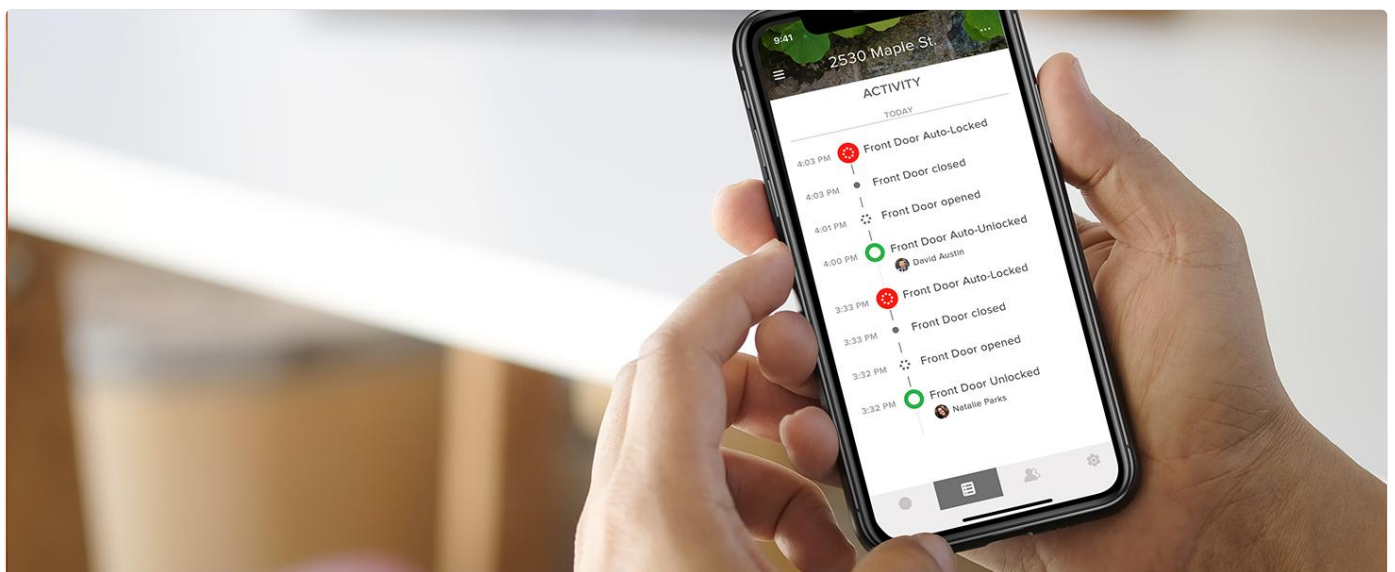 9:41
2530 Maple St.
ACTIVITY
TODAY
4:03 PM Front Door Auto-Locked
4:03 PM Front Door closed
4:01 PM Front Door opened
4:00 PM Front Door Auto-Unlocked
David Austin
3:33 PM Front Door Auto-Locked
3:33 PM Front Door closed
3:32 PM Front Door opened
3:32 PM Front Door Unlocked
Natalie Parks